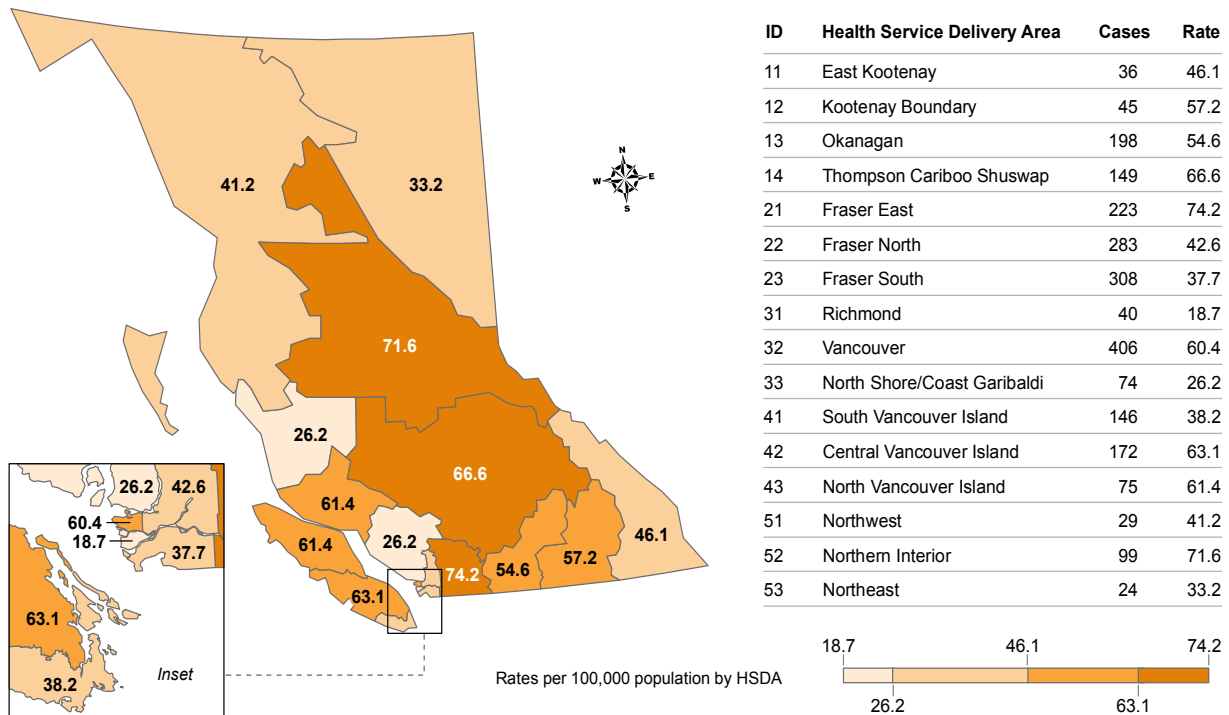 ID Health Service Delivery Area Cases Rate
11 East Kootenay 36 46.1
12 Kootenay Boundary 45 57.2
13 Okanagan 198 54.6
14 Thompson Cariboo Shuswap 149 66.6
21 Fraser East 223 74.2
22 Fraser North 283 42.6
23 Fraser South 308 37.7
31 Richmond 40 18.7
32 Vancouver 406 60.4
33 North Shore/Coast Garibaldi 74 26.2
41 South Vancouver Island 146 38.2
42 Central Vancouver Island 172 63.1
43 North Vancouver Island 75 61.4
51 Northwest 29 41.2
52 Northern Interior 99 71.6
53 Northeast 24 33.2
N
W E
S
41.2 33.2
71.6
26.2
66.6
61.4
61.4 26.2 46.1
74.2 54.6 57.2
63.1
26.2 42.6
60.4
18.7
37.7
63.1
38.2
Inset
Rates per 100,000 population by HSDA
18.7 46.1 74.2
26.2 63.1